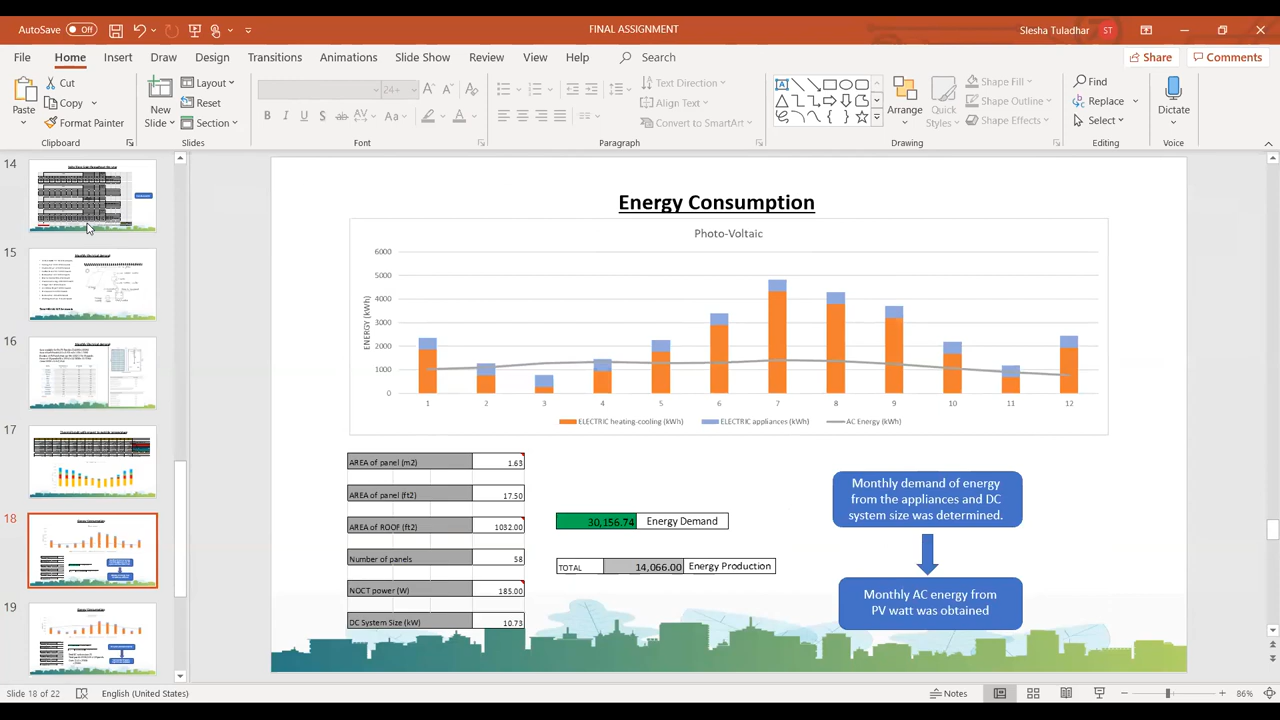 AutoSave Off
FINAL ASSIGNMENT
Slesha Tuladhar ST
File Home Insert Draw Design Transitions Animations Slide Show Review View Help Search Share Comments
Paste
Cut
Copy
Format Painter
Clipboard
New
Slide
Layout
Reset
Section
Slides
24+
Font
Text Direction
Align Text
Convert to SmartArt
Paragraph
Arrange
Quick
Styles
Shape Fill
Shape Outline
Shape Effects
Drawing
Find
Replace
Select
Editing
Dictate
Voice
14
15
16
17
18
19
Energy Consumption
Photo-Voltaic
ENERGY (kWh)
6000
5000
4000
3000
2000
1000
0
1 2 3 4 5 6 7 8 9 10 11 12
ELECTRIC heating-cooling (kWh) ELECTRIC appliances (kWh) AC Energy (kWh)
AREA of panel (m2) 1.63
AREA of panel (ft2) 17.50
AREA of ROOF (ft2) 1032.00
Number of panels 58
NOCT power (W) 185.00
DC System Size (kW) 10.73
30,156.74 Energy Demand
TOTAL 14,066.00 Energy Production
Monthly demand of energy
from the appliances and DC
system size was determined.
Monthly AC energy from
PV watt was obtained
Slide 18 of 22 English (United States) Notes 86%